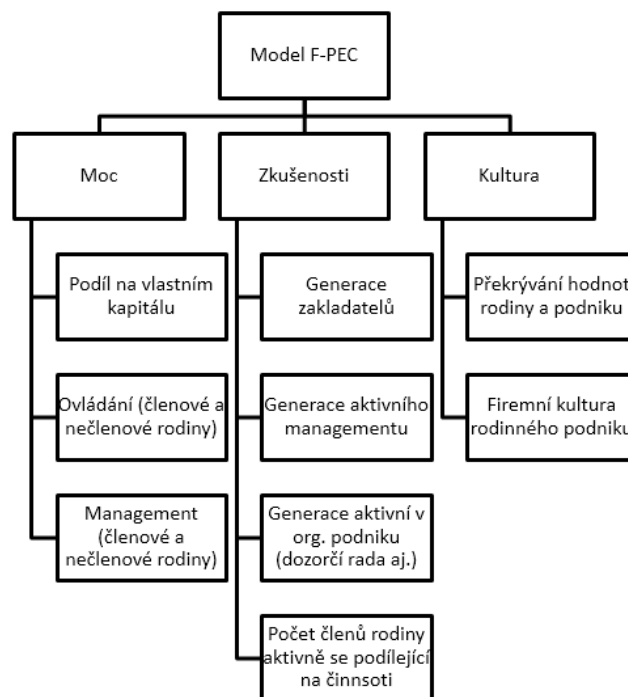 Model F-PEC
Moc
Zkušenosti
Kultura
Podíl na vlastním
kapitálu
Ovládání (členové a
nečlenové rodiny)
Management
(členové a
nečlenové rodiny)
Generace
zakladatelů
Generace aktivního
managementu
Generace aktivní v
org. podniku
(dozorčí rada aj.)
Počet členů rodiny
aktivně se podílející
na činnsoti
Překrývání hodnot
rodiny a podniku
Firemní kultura
rodinného podniku